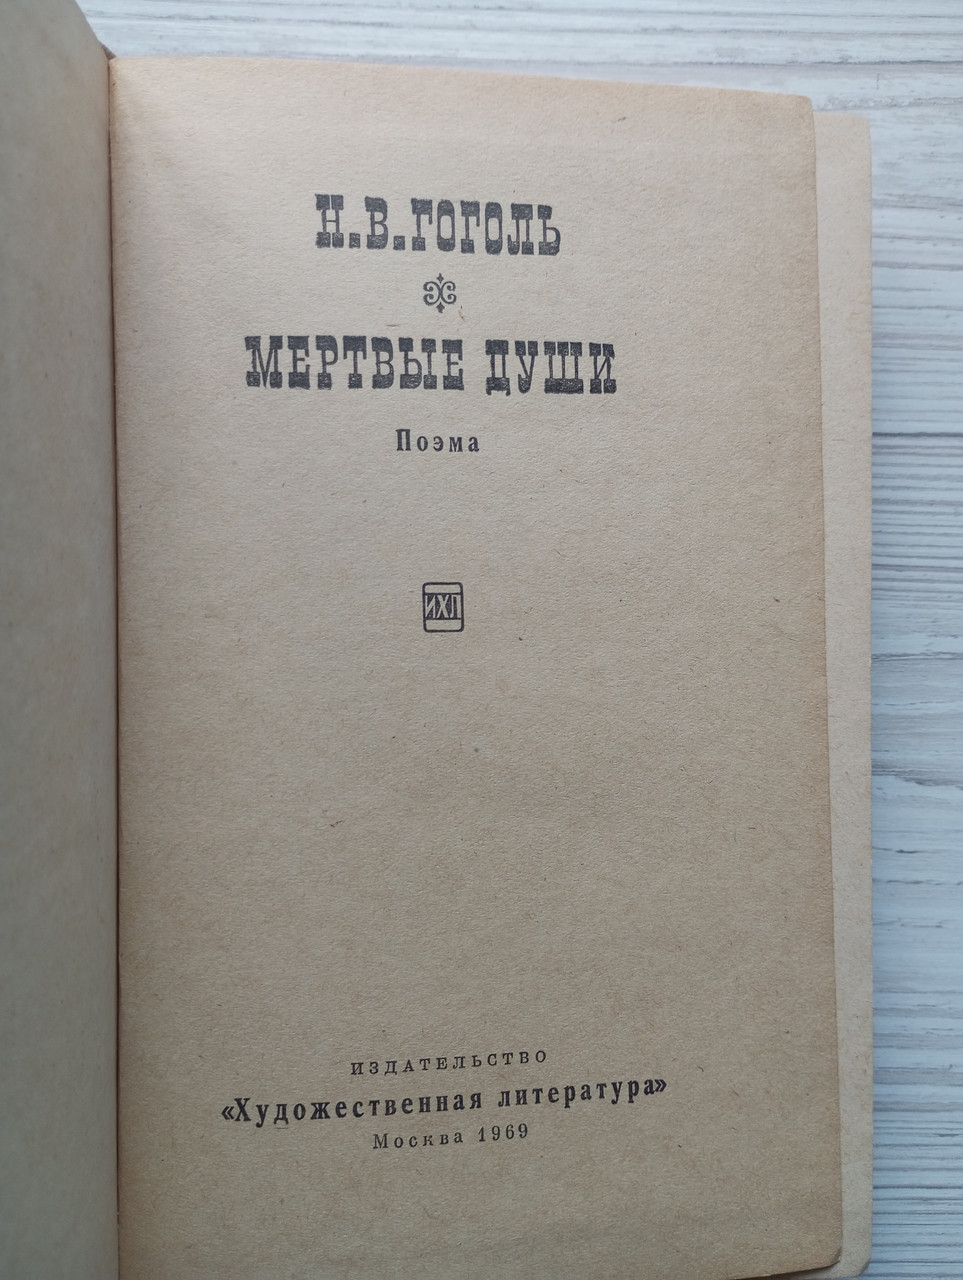 Н.В.ГОГОЛЬ
МЕРТВЫЕ ДУШИ
Поэма
ИХЛ
ИЗДАТЕЛЬСТВО
«Художественная литература»
Москва 1969